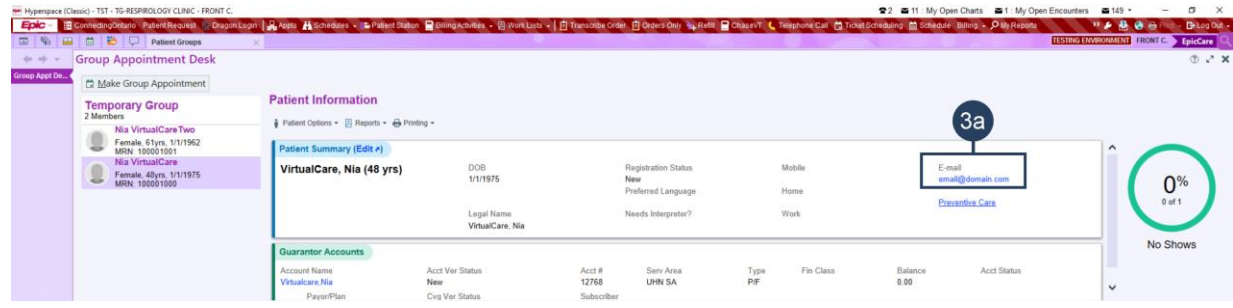 Hyperspace (Classic) - TST - TG-RESPIROLOGY CLINIC - FRONT C.
2 11 : My Open Charts 1 : My Open Encounters 149
Epic ConnectingOntario Patient Request Dragon Login Appts Schedules Patient Station Billing Activities Work Lists Transcribe Order Orders Only Refill ChaseVT Telephone Call Ticket Scheduling Schedule Billing My Reports Print Log Out
Patient Groups TESTING ENVIRONMENT FRONT C. EpicCare
Group Appointment Desk
Group Appt De...
Make Group Appointment
Temporary Group
2 Members
Nia VirtualCareTwo
Female, 61yrs, 1/1/1962
MRN: 100001001
Nia VirtualCare
Female, 48yrs, 1/1/1975
MRN: 100001000
Patient Information
Patient Options Reports Printing
3a
Patient Summary (Edit)
VirtualCare, Nia (48 yrs)
DOB
1/1/1975
Legal Name
VirtualCare, Nia
Registration Status
New
Preferred Language
Needs Interpreter?
Mobile
Home
Work
E-mail
email@domain.com
Preventive Care
0%
0 of 1
No Shows
Guarantor Accounts
Account Name Acct Ver Status Acct # Serv Area Type Fin Class Balance Acct Status
Virtualcare,Nia New 12768 UHN SA P/F 0.00
Payor/Plan Cvg Ver Status Subscriber